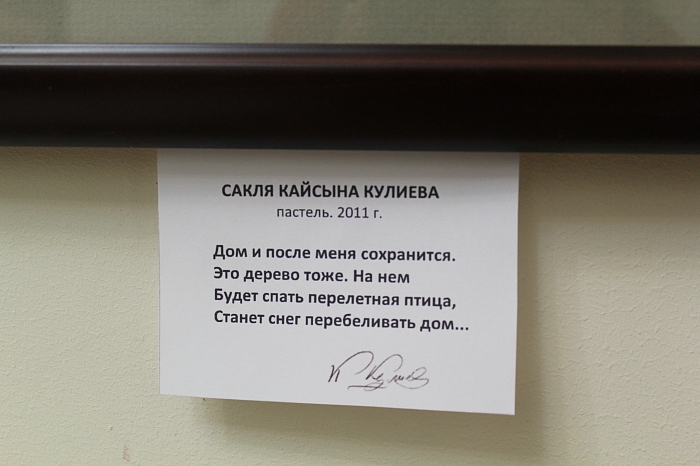 САКЛЯ КАЙСЫНА КУЛИЕВА
пастель. 2011 г.
Дом и после меня сохранится.
Это дерево тоже. На нем
Будет спать перелетная птица,
Станет снег перебеливать дом...
К Кулиев